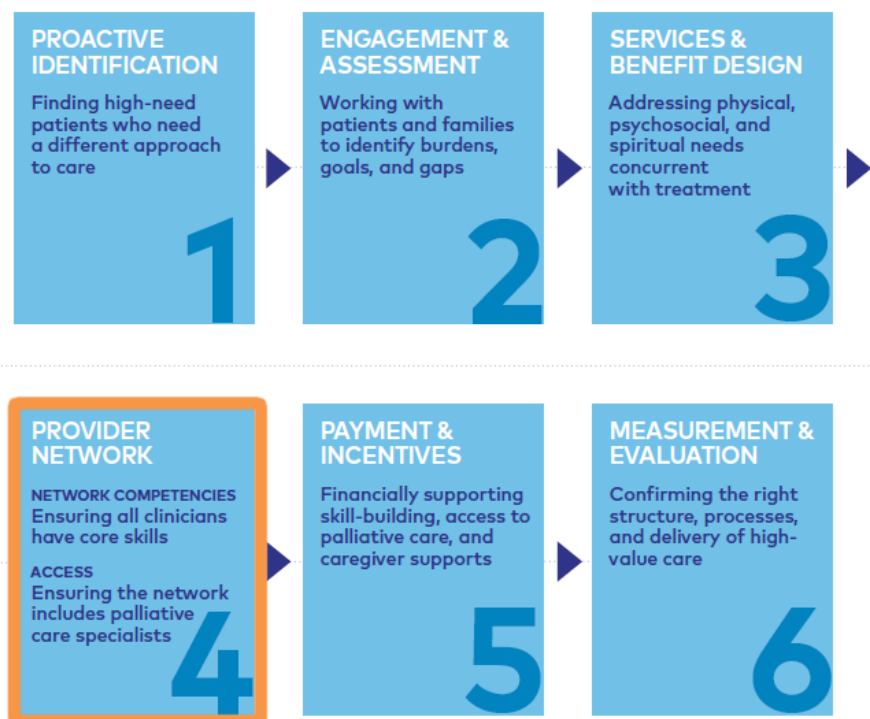 PROACTIVE
IDENTIFICATION
Finding high-need
patients who need
a different approach
to care
1
ENGAGEMENT &
ASSESSMENT
Working with
patients and families
to identify burdens,
goals, and gaps
2
SERVICES &
BENEFIT DESIGN
Addressing physical,
psychosocial, and
spiritual needs
concurrent
with treatment
3
PROVIDER
NETWORK
NETWORK COMPETENCIES
Ensuring all clinicians
have core skills
ACCESS
Ensuring the network
includes palliative
care specialists
4
PAYMENT &
INCENTIVES
Financially supporting
skill-building, access to
palliative care, and
caregiver supports
5
MEASUREMENT &
EVALUATION
Confirming the right
structure, processes,
and delivery of high-
value care
6